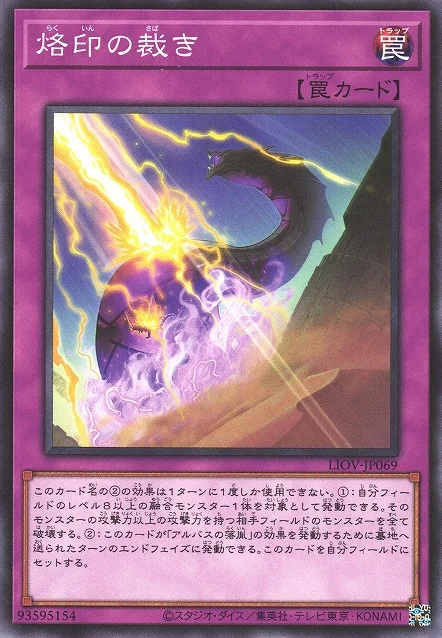 烙印の裁き
らく いん さば
罠
トラップ
【罠カード】
トラップ
LIOV-JP069
このカード名の②の効果は１ターンに１度しか使用できない。①：自分フィー
ルドのレベル８以上の融合モンスター１体を対象として発動できる。その
モンスターの攻撃力以上の攻撃力を持つ相手フィールドのモンスターを全て
破壊する。②：このカードが「アルバスの落胤」の効果を発動するために墓地へ
送られたターンのエンドフェイズに発動できる。このカードを自分フィールドに
セットする。
93595154
©スタジオ・ダイス／集英社・テレビ東京・KONAMI